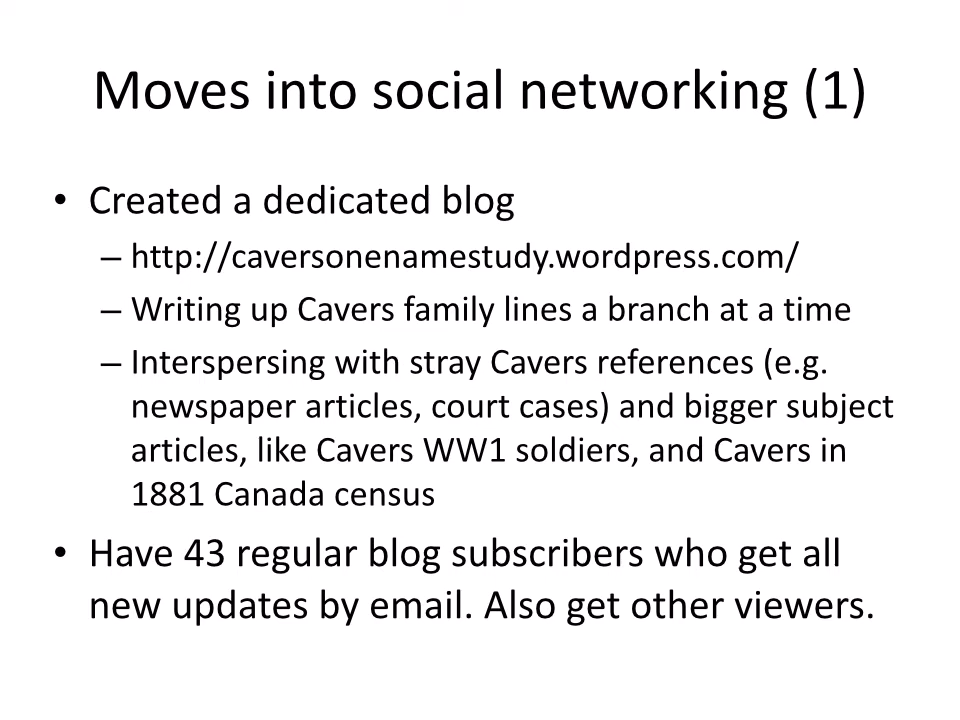 Moves into social networking (1)
• Created a dedicated blog
– http://caversonenamestudy.wordpress.com/
– Writing up Cavers family lines a branch at a time
– Interspersing with stray Cavers references (e.g.
newspaper articles, court cases) and bigger subject
articles, like Cavers WW1 soldiers, and Cavers in
1881 Canada census
• Have 43 regular blog subscribers who get all
new updates by email. Also get other viewers.